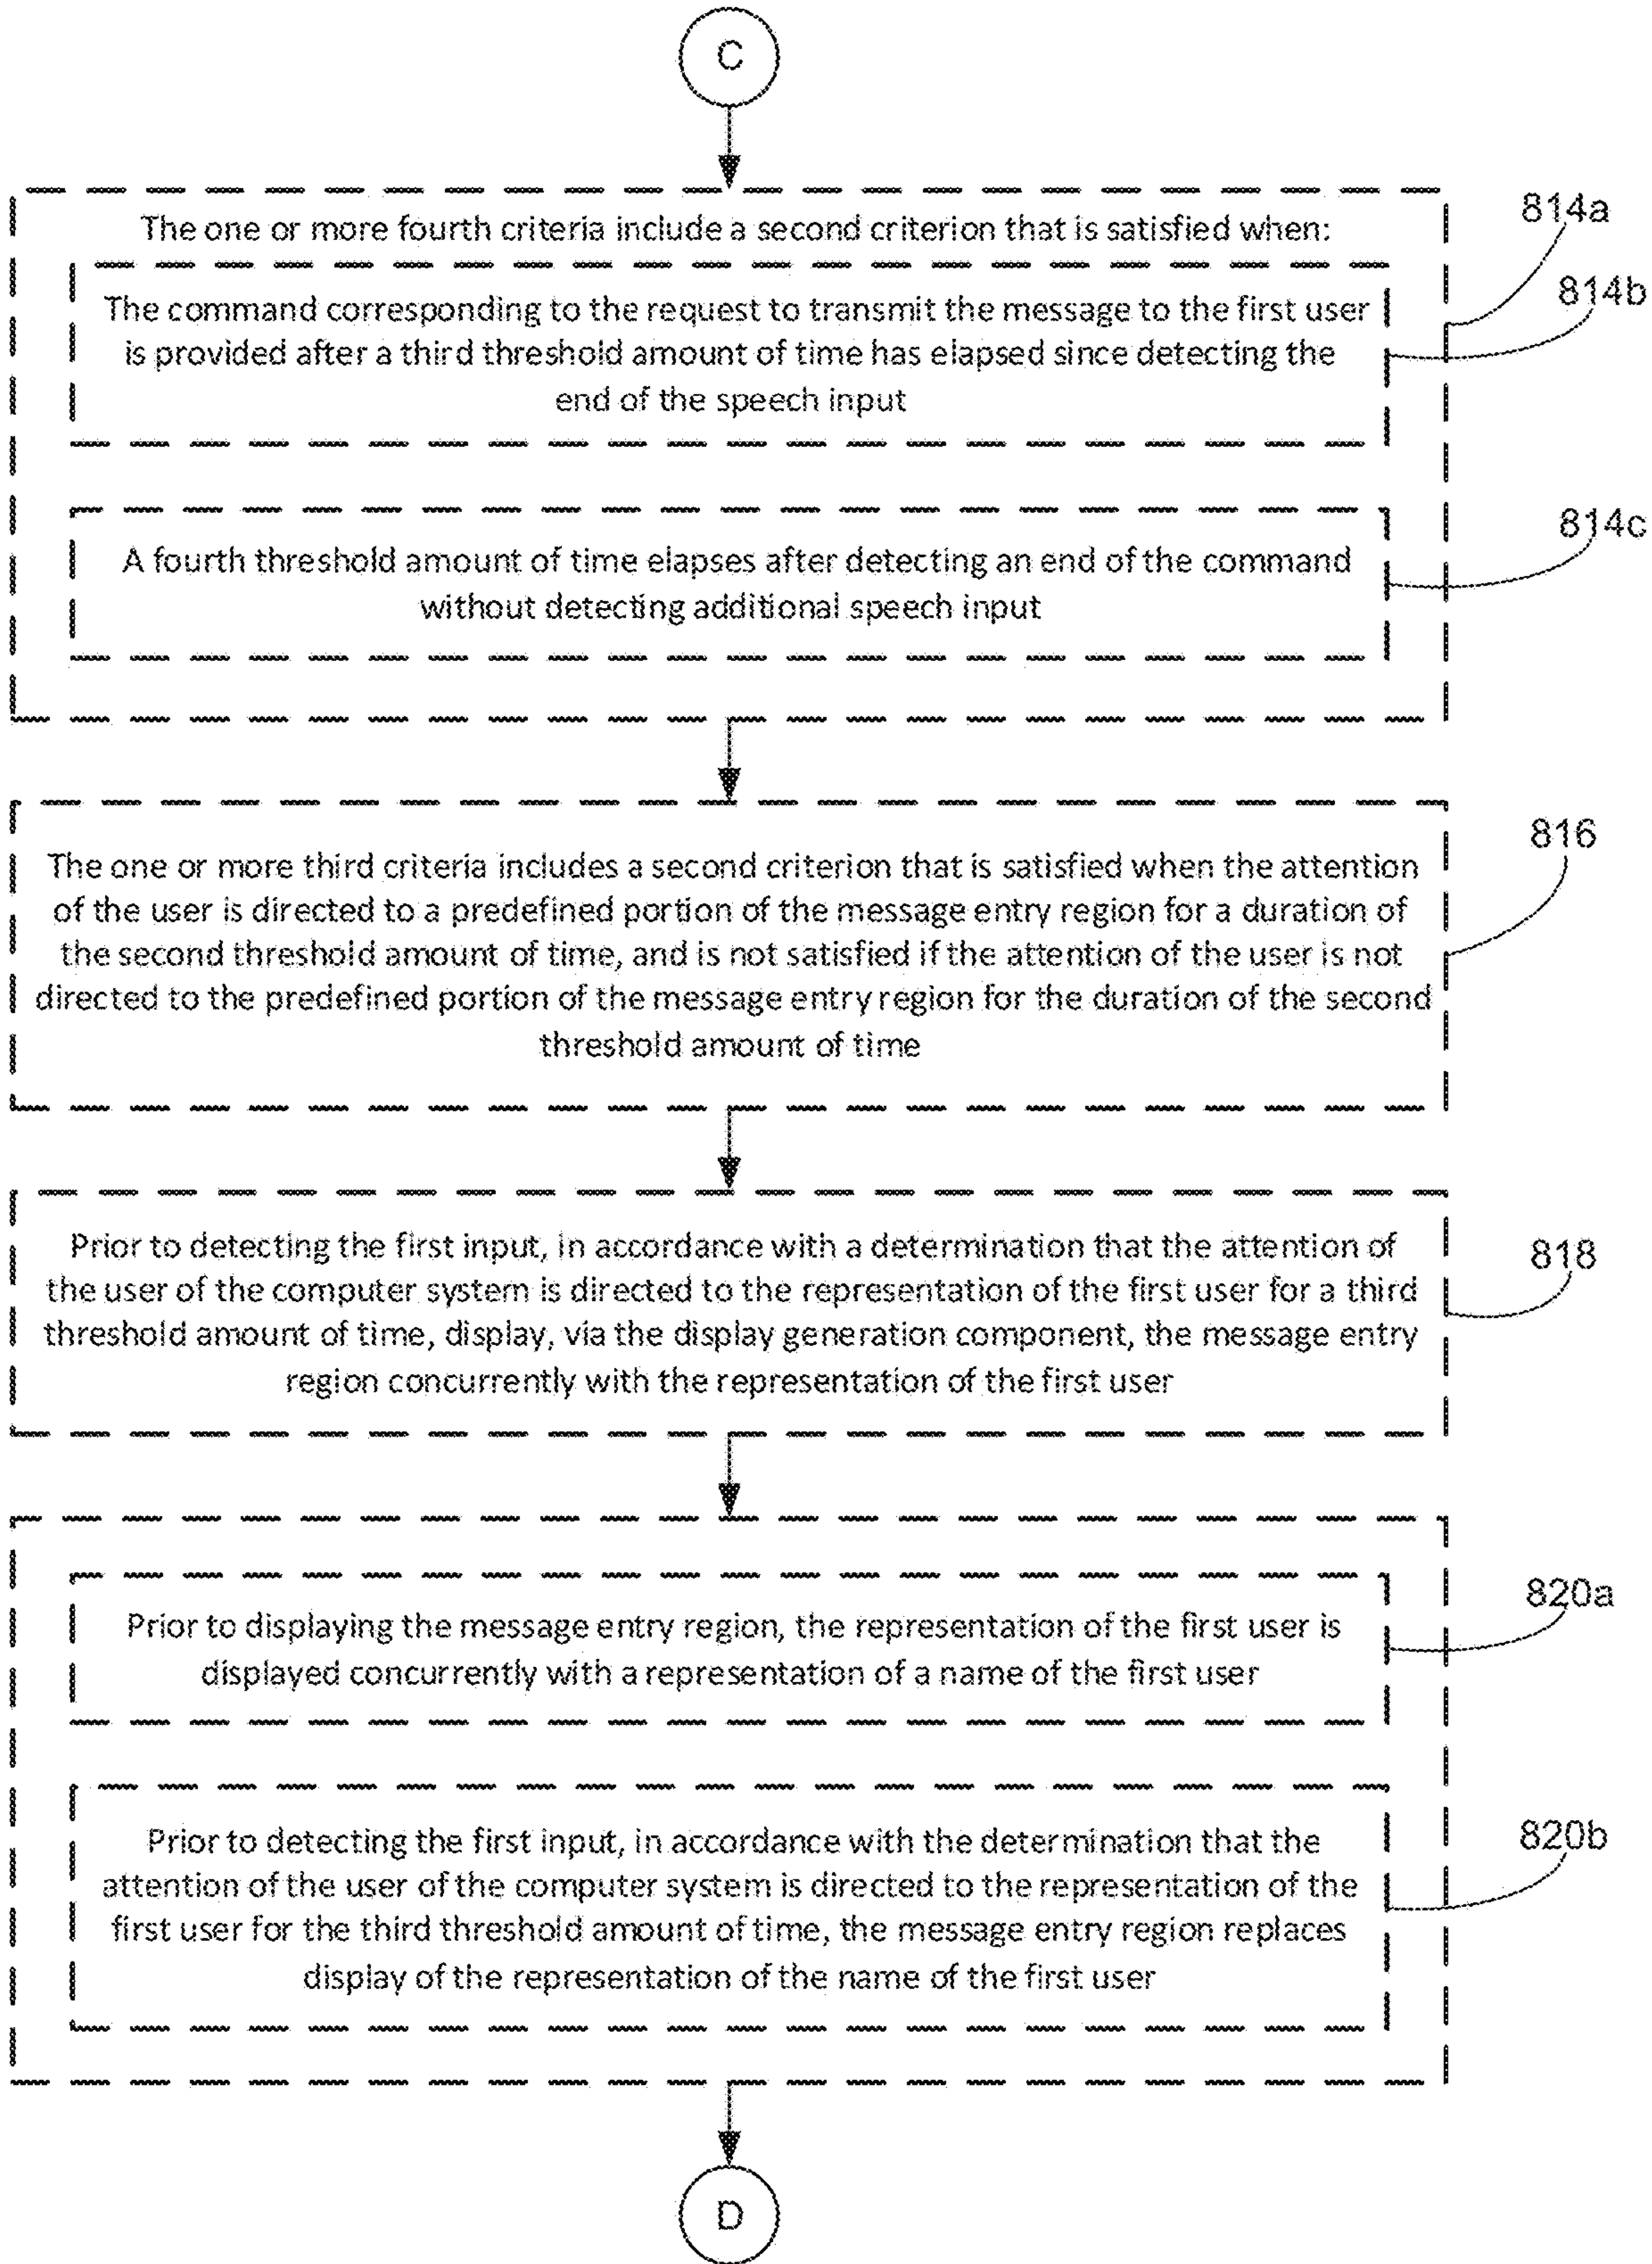 C
The one or more fourth criteria include a second criterion that is satisfied when:
814a
The command corresponding to the request to transmit the message to the first user
is provided after a third threshold amount of time has elapsed since detecting the
end of the speech input
814b
A fourth threshold amount of time elapses after detecting an end of the command
without detecting additional speech input
814c
The one or more third criteria includes a second criterion that is satisfied when the attention
of the user is directed to a predefined portion of the message entry region for a duration of
the second threshold amount of time, and is not satisfied if the attention of the user is not
directed to the predefined portion of the message entry region for the duration of the second
threshold amount of time
816
Prior to detecting the first input, in accordance with a determination that the attention of
the user of the computer system is directed to the representation of the first user for a third
threshold amount of time, display, via the display generation component, the message entry
region concurrently with the representation of the first user
818
Prior to displaying the message entry region, the representation of the first user is
displayed concurrently with a representation of a name of the first user
820a
Prior to detecting the first input, in accordance with the determination that the
attention of the user of the computer system is directed to the representation of the
first user for the third threshold amount of time, the message entry region replaces
display of the representation of the name of the first user
820b
D